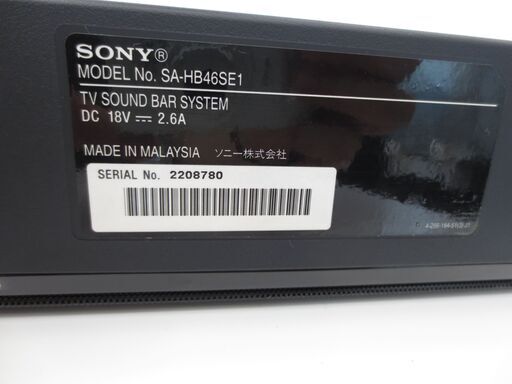 SONY®
MODEL No. SA-HB46SE1
TV SOUND BAR SYSTEM
DC 18V ⎓ 2.6A
MADE IN MALAYSIA ソニー株式会社
SERIAL No. 2208780